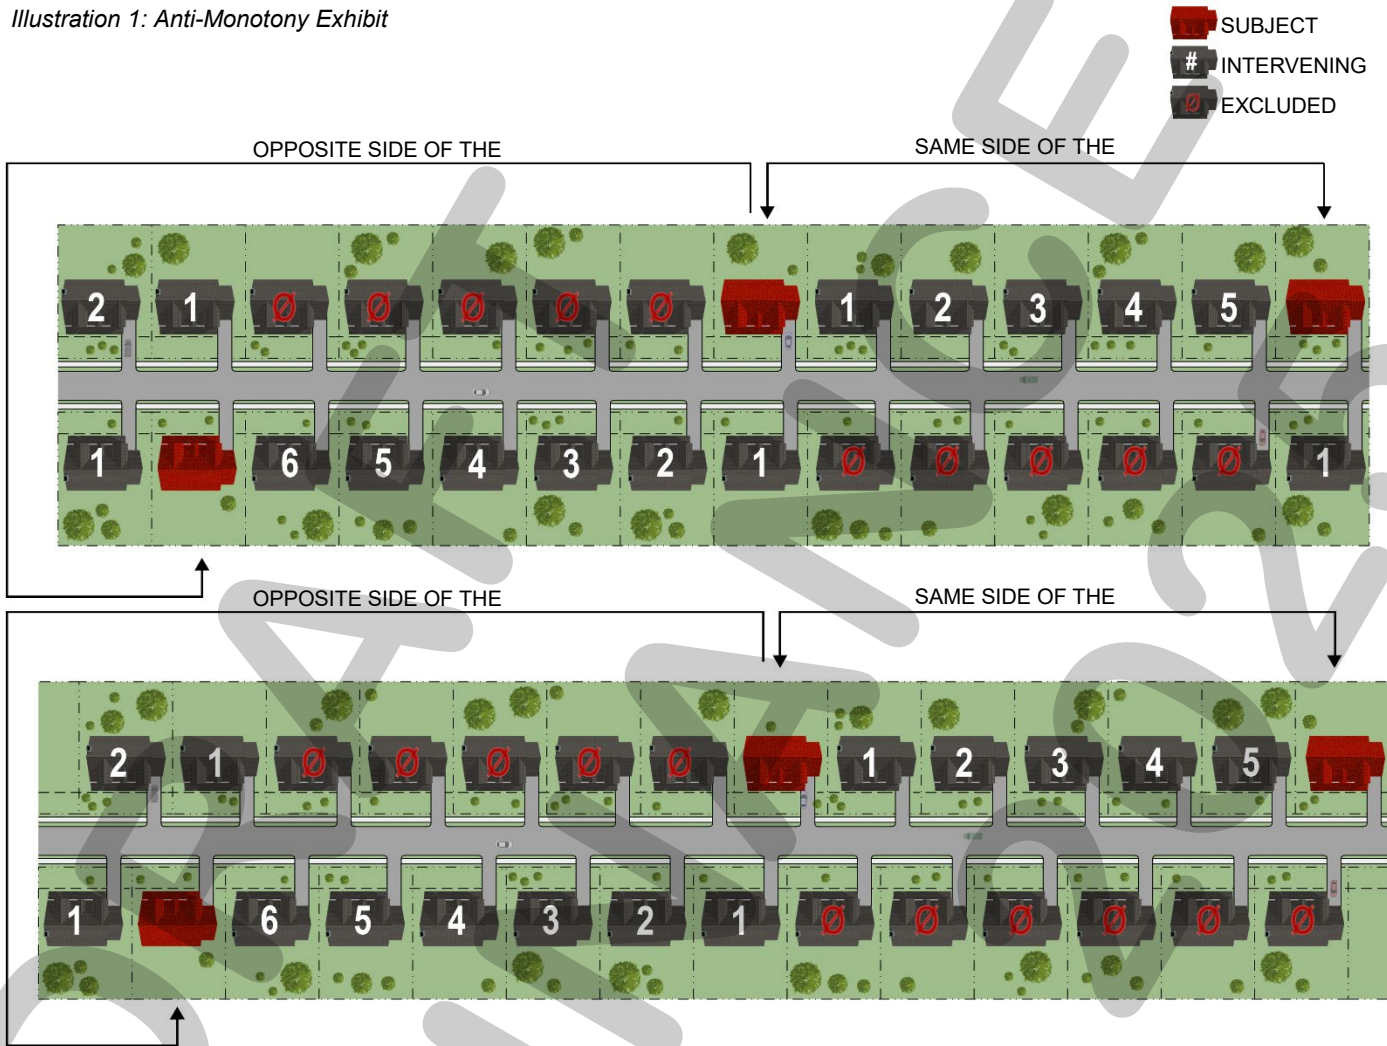 Illustration 1: Anti-Monotony Exhibit
SUBJECT
# INTERVENING
Ø EXCLUDED
OPPOSITE SIDE OF THE
SAME SIDE OF THE
2 1 Ø Ø Ø Ø Ø 1 2 3 4 5
1 6 5 4 3 2 1 Ø Ø Ø Ø Ø 1
OPPOSITE SIDE OF THE
SAME SIDE OF THE
2 1 Ø Ø Ø Ø Ø 1 2 3 4 5
1 6 5 4 3 2 1 Ø Ø Ø Ø Ø Ø
DRAFT
2025